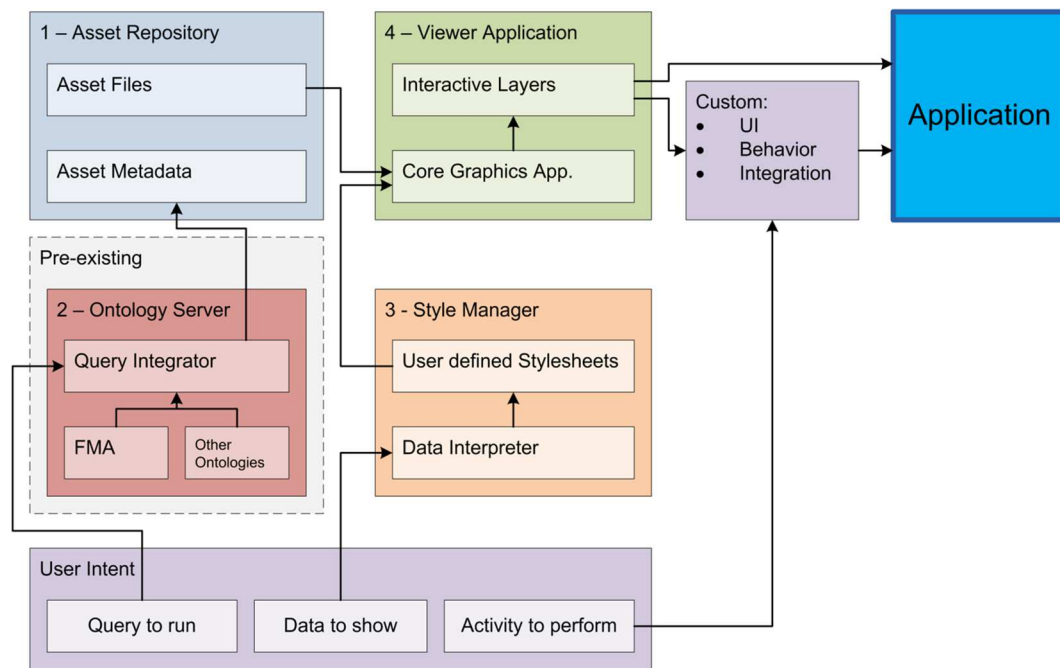 1 – Asset Repository
Asset Files
Asset Metadata
4 – Viewer Application
Interactive Layers
Core Graphics App.
Custom:
• UI
• Behavior
• Integration
Application
Pre-existing
2 – Ontology Server
Query Integrator
FMA
Other
Ontologies
3 - Style Manager
User defined Stylesheets
Data Interpreter
User Intent
Query to run
Data to show
Activity to perform